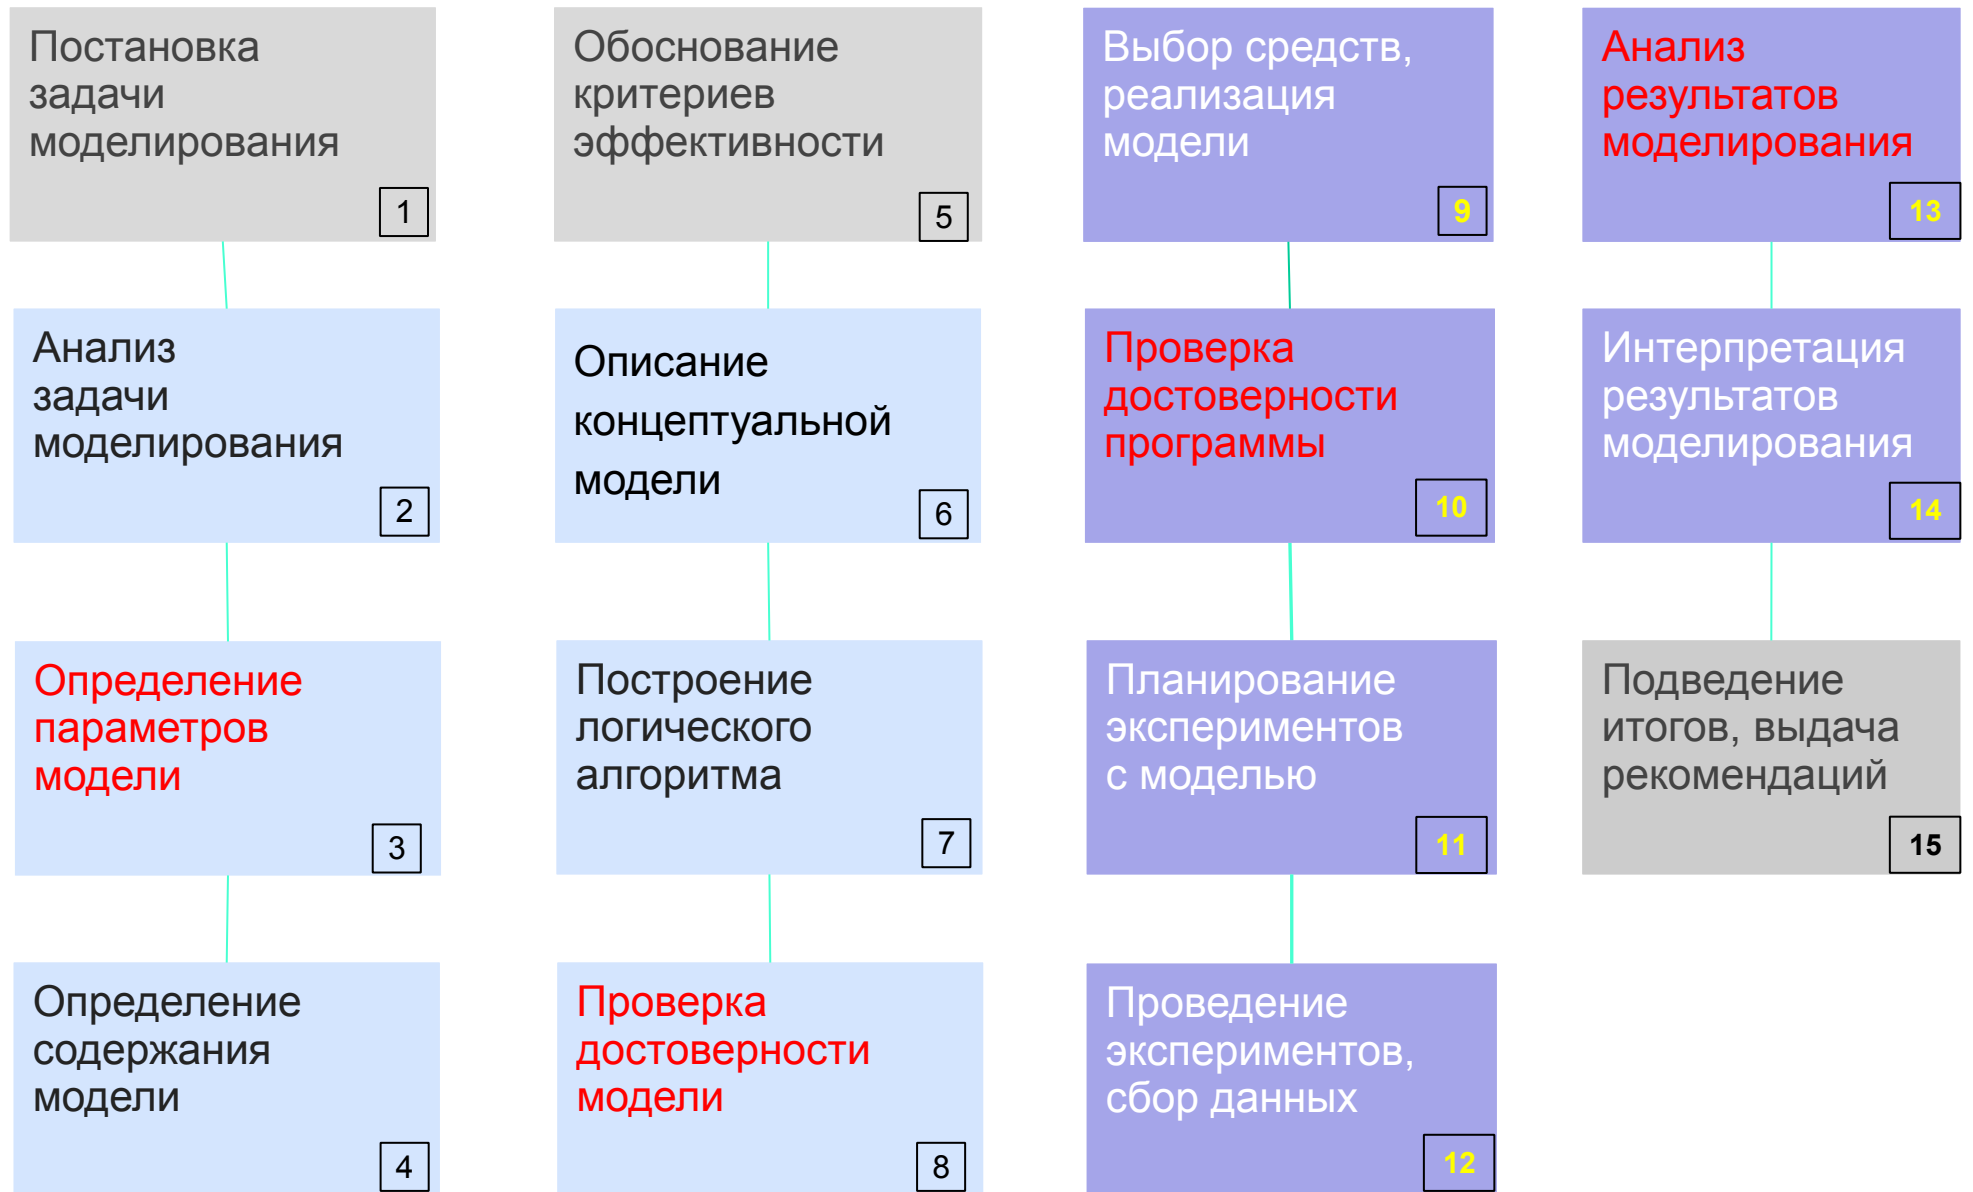 Постановка
задачи
моделирования
1
Анализ
задачи
моделирования
2
Определение
параметров
модели
3
Определение
содержания
модели
4
Обоснование
критериев
эффективности
5
Описание
концептуальной
модели
6
Построение
логического
алгоритма
7
Проверка
достоверности
модели
8
Выбор средств,
реализация
модели
9
Проверка
достоверности
программы
10
Планирование
экспериментов
с моделью
11
Проведение
экспериментов,
сбор данных
12
Анализ
результатов
моделирования
13
Интерпретация
результатов
моделирования
14
Подведение
итогов, выдача
рекомендаций
15